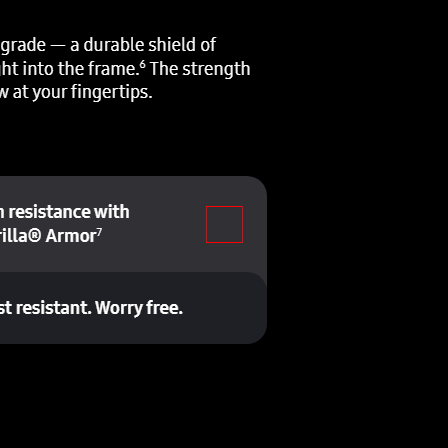 grade — a durable shield of
ht into the frame.⁶ The strength
at your fingertips.
resistance with
illa® Armor⁷
st resistant. Worry free.